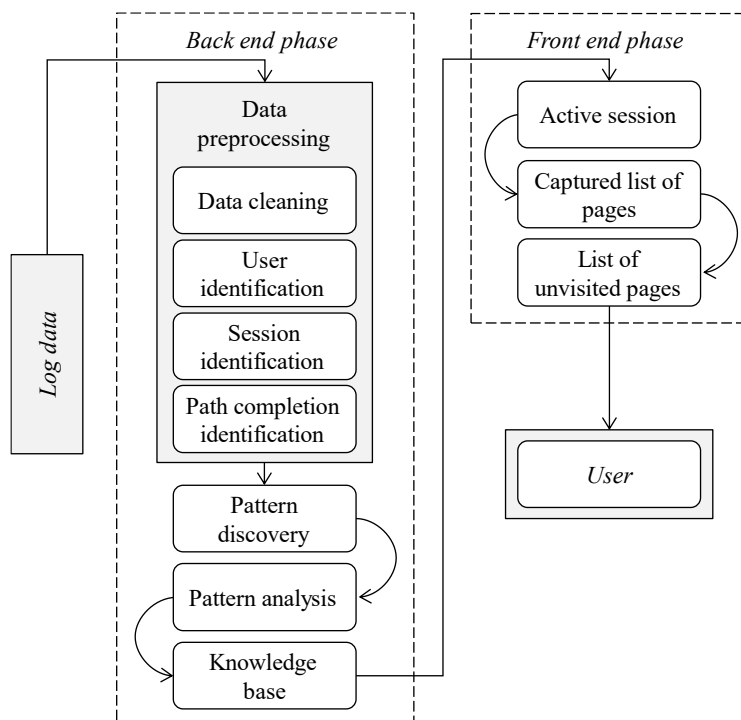 Log data
Back end phase
Data
preprocessing
Data cleaning
User
identification
Session
identification
Path completion
identification
Pattern
discovery
Pattern analysis
Knowledge
base
Front end phase
Active session
Captured list of
pages
List of
unvisited pages
User